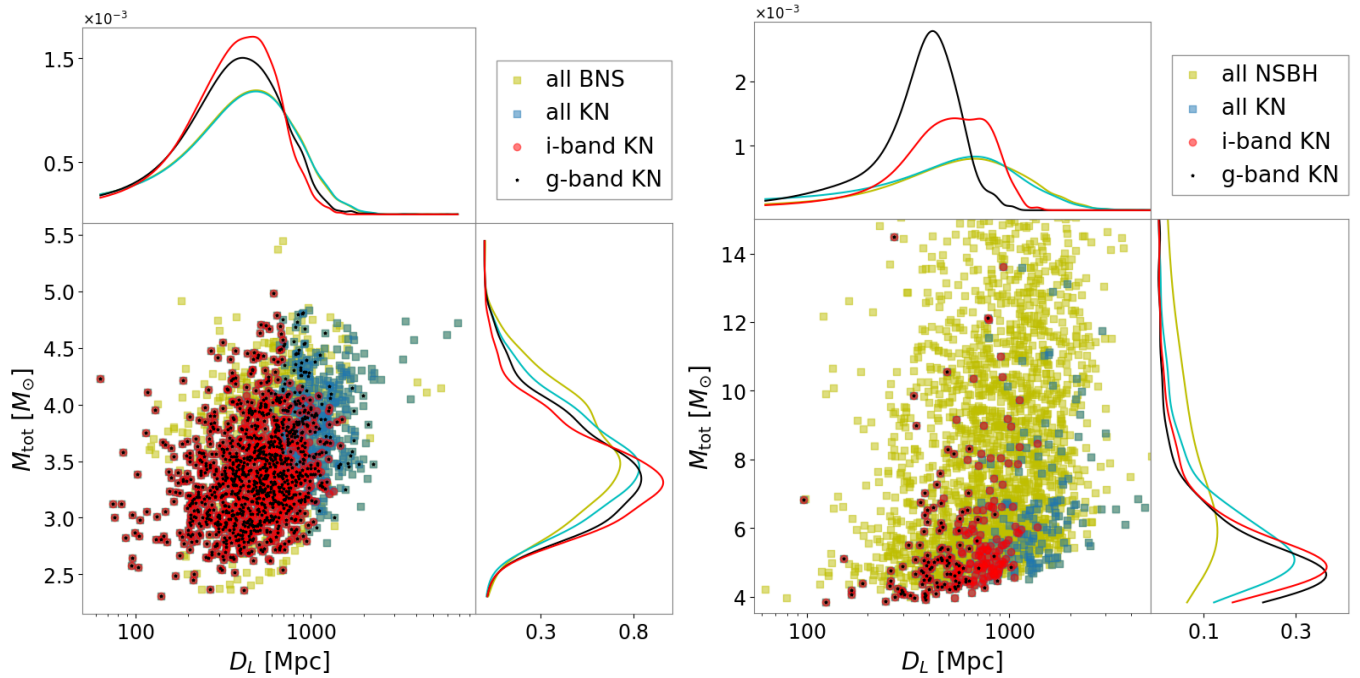 ×10⁻³
1.5
0.5
all BNS
all KN
i-band KN
g-band KN
5.5
5.0
4.5
4.0
3.5
3.0
2.5
M_tot [M_⊙]
100
1000
D_L [Mpc]
0.3
0.8
×10⁻³
2
1
all NSBH
all KN
i-band KN
g-band KN
14
12
10
8
6
4
M_tot [M_⊙]
100
1000
D_L [Mpc]
0.1
0.3